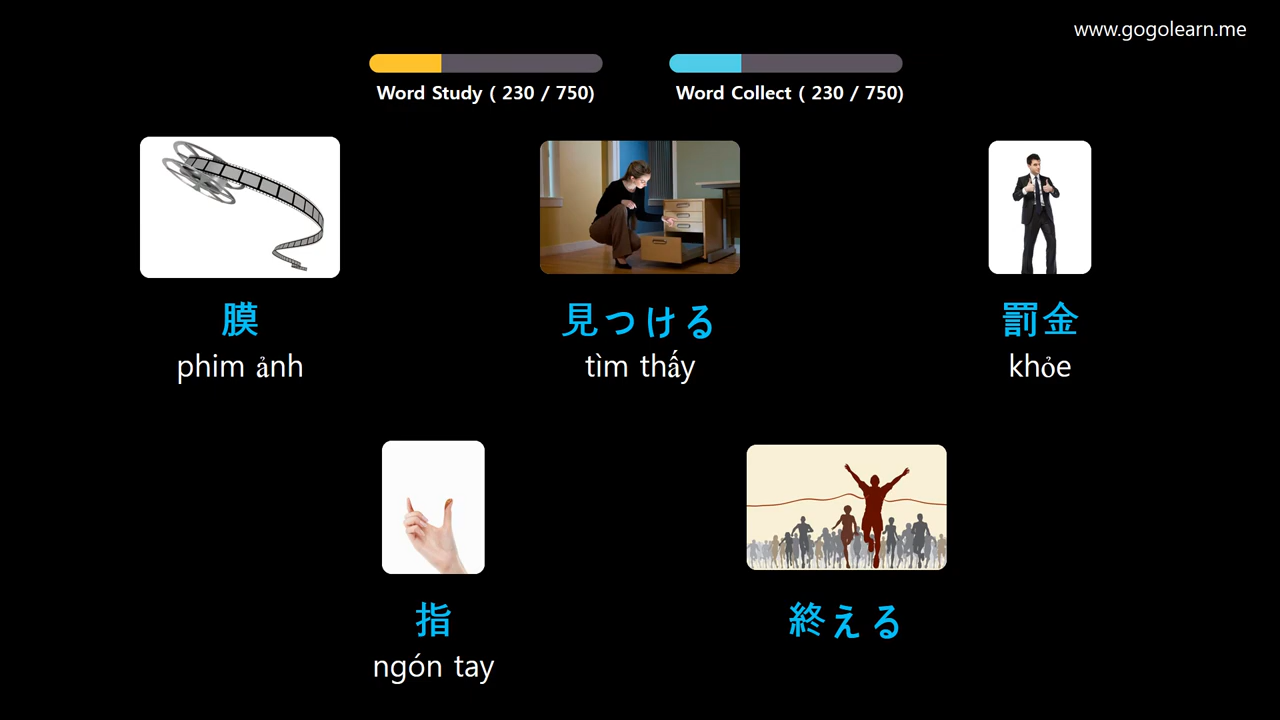 www.gogolearn.me
Word Study ( 230 / 750)
Word Collect ( 230 / 750)
膜
phim ảnh
見つける
tìm thấy
罰金
khỏe
指
ngón tay
終える